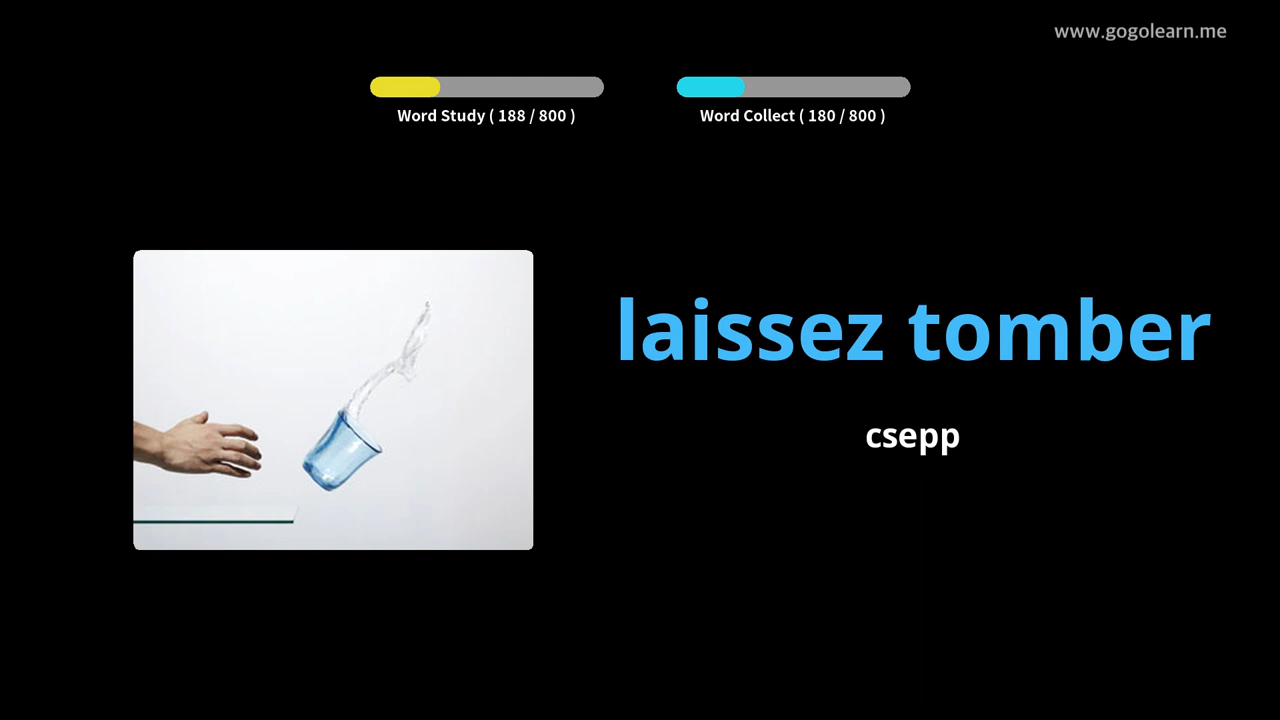 www.gogolearn.me
Word Study ( 188 / 800 )
Word Collect ( 180 / 800 )
laissez tomber
csepp